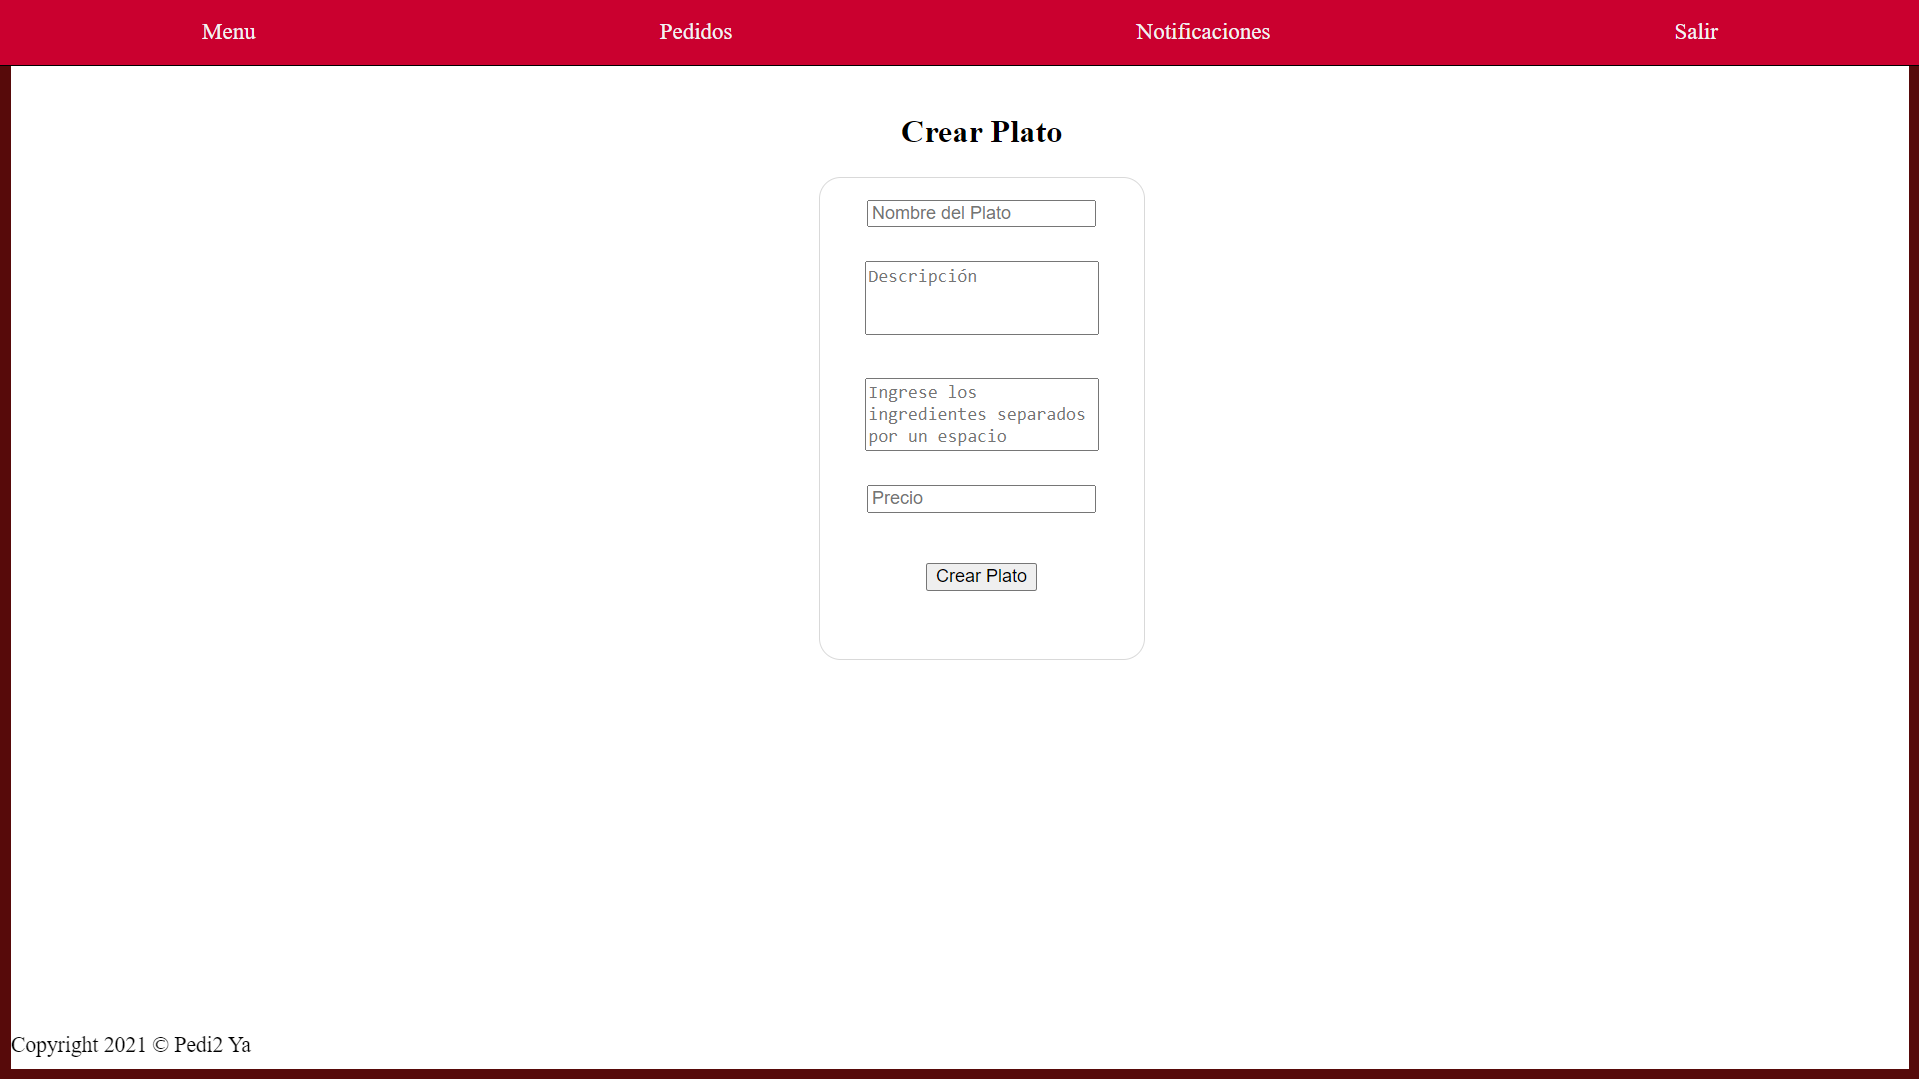 Menu
Pedidos
Notificaciones
Salir
Crear Plato
Nombre del Plato
Descripción
Ingrese los
ingredientes separados
por un espacio
Precio
Crear Plato
Copyright 2021 © Pedi2 Ya